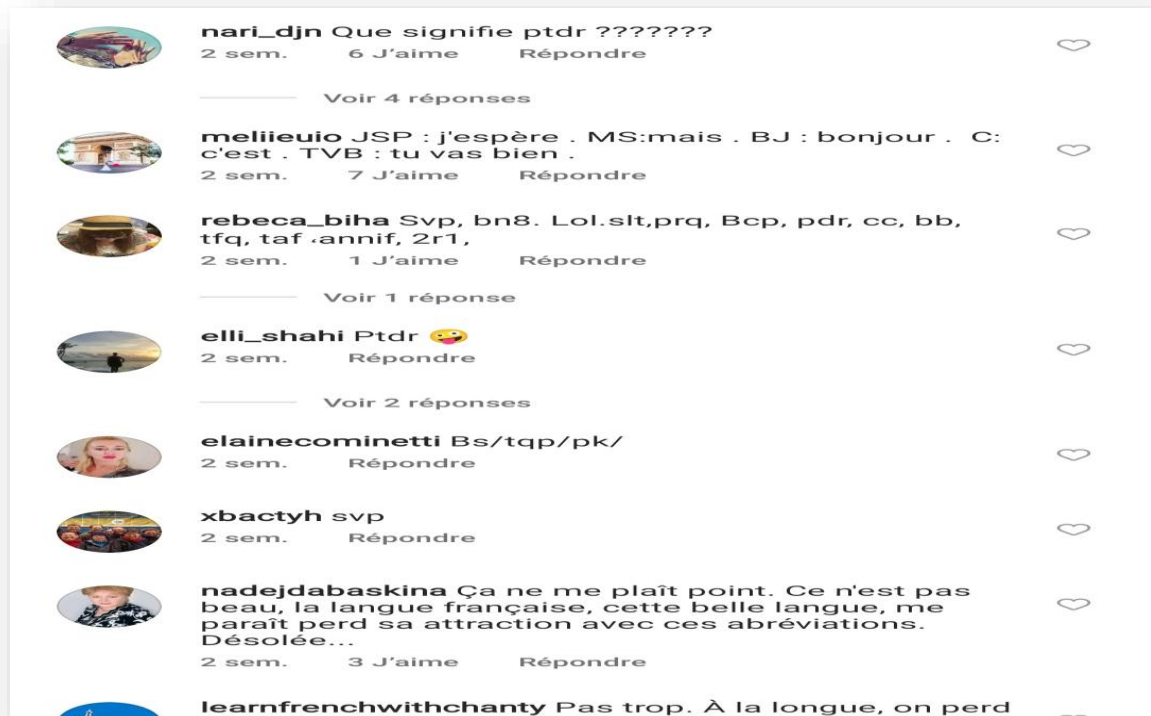 nari_djn Que signifie ptdr ???????
2 sem. 6 J'aime Répondre
Voir 4 réponses
meliieuio JSP : j'espère . MS:mais . BJ : bonjour . C:
c'est . TVB : tu vas bien .
2 sem. 7 J'aime Répondre
rebeca_biha Svp, bn8. Lol.slt,prq, Bcp, pdr, cc, bb,
tfq, taf ،annif, 2r1,
2 sem. 1 J'aime Répondre
Voir 1 réponse
elli_shahi Ptdr 🤪
2 sem. Répondre
Voir 2 réponses
elainecominetti Bs/tqp/pk/
2 sem. Répondre
xbactyh svp
2 sem. Répondre
nadejdabaskina Ça ne me plaît point. Ce n'est pas
beau, la langue française, cette belle langue, me
paraît perd sa attraction avec ces abréviations.
Désolée...
2 sem. 3 J'aime Répondre
learnfrenchwithchanty Pas trop. À la longue, on perd